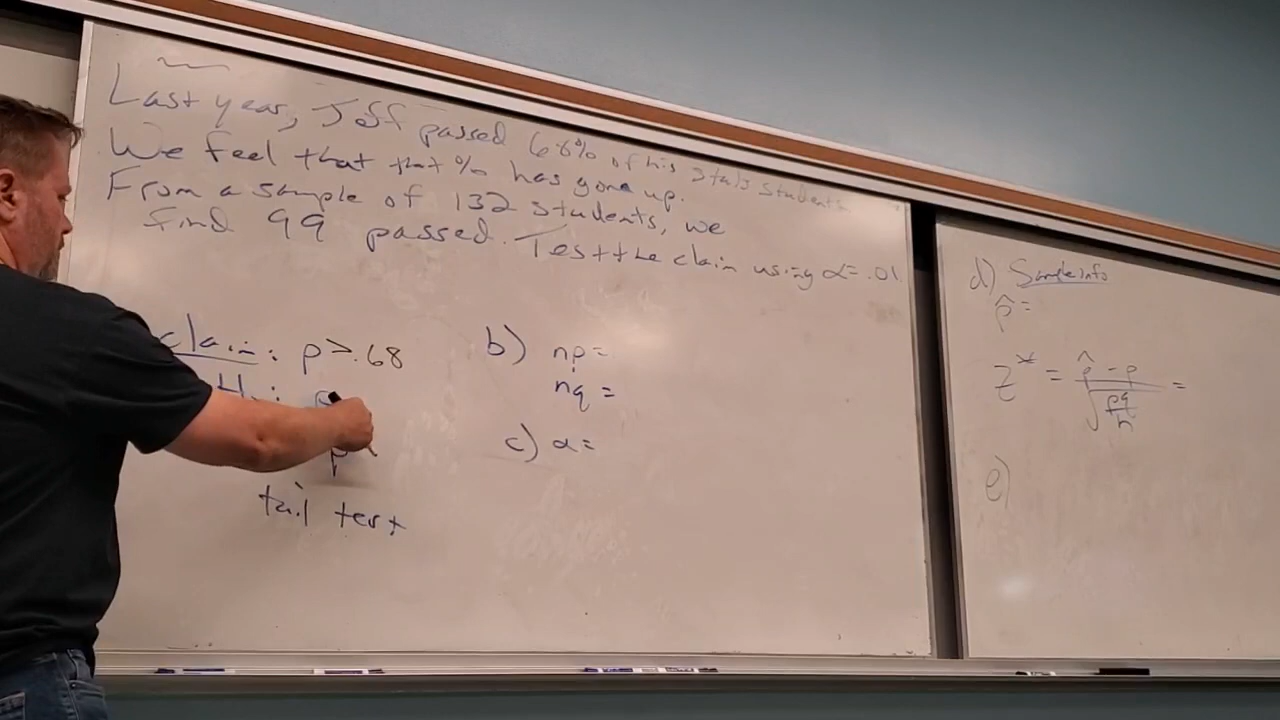 Last year, Jeff passed 68% of his stats students
We feel that that % has gone up.
From a sample of 132 students, we
find 99 passed. Test the claim using α=.01
claim: p>.68
H₀: p
p
tail test
b) np=
nq=
c) α=
d) Sample info
p̂=
z* = p̂-p / √(pq/n) =
e)